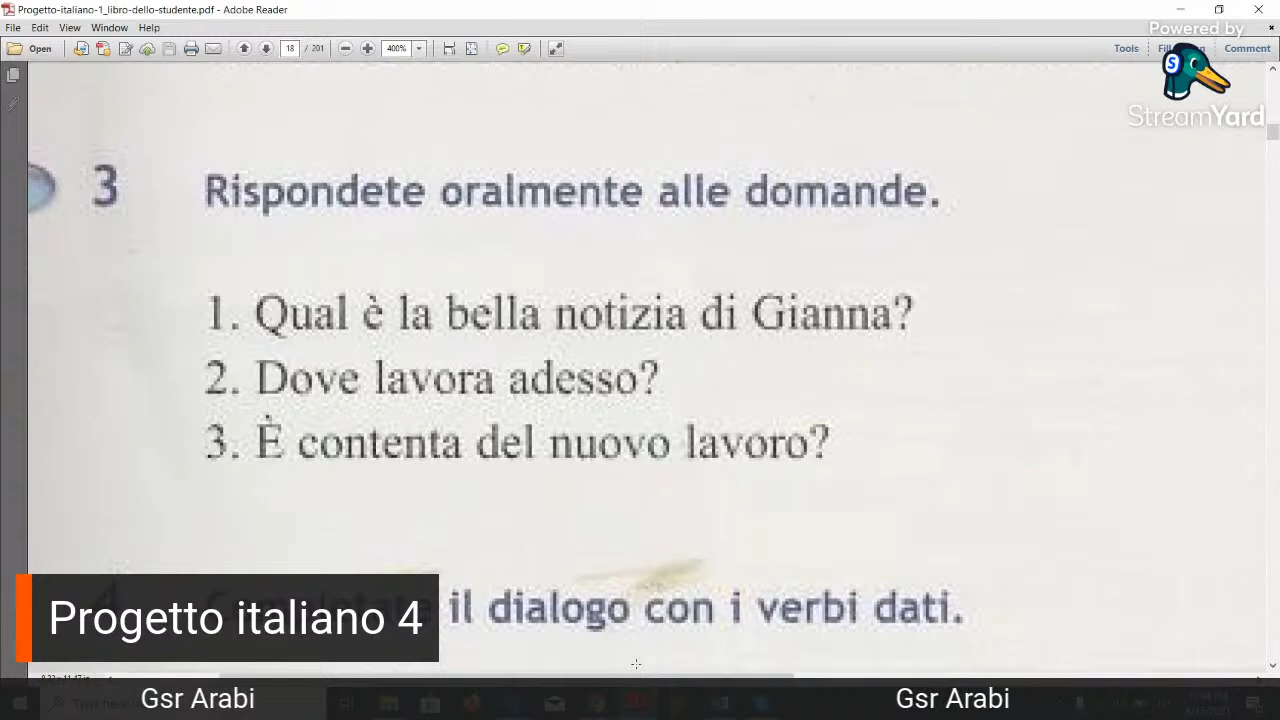 Progetto-italiano-1_libro-dello-studente.pdf - Adobe Reader
File Edit View Window Help
Open 18 / 201 400% Tools Comment
Powered by
StreamYard
3 Rispondete oralmente alle domande.
1. Qual è la bella notizia di Gianna?
2. Dove lavora adesso?
3. È contenta del nuovo lavoro?
il dialogo con i verbi dati.
Progetto italiano 4
Gsr Arabi Gsr Arabi